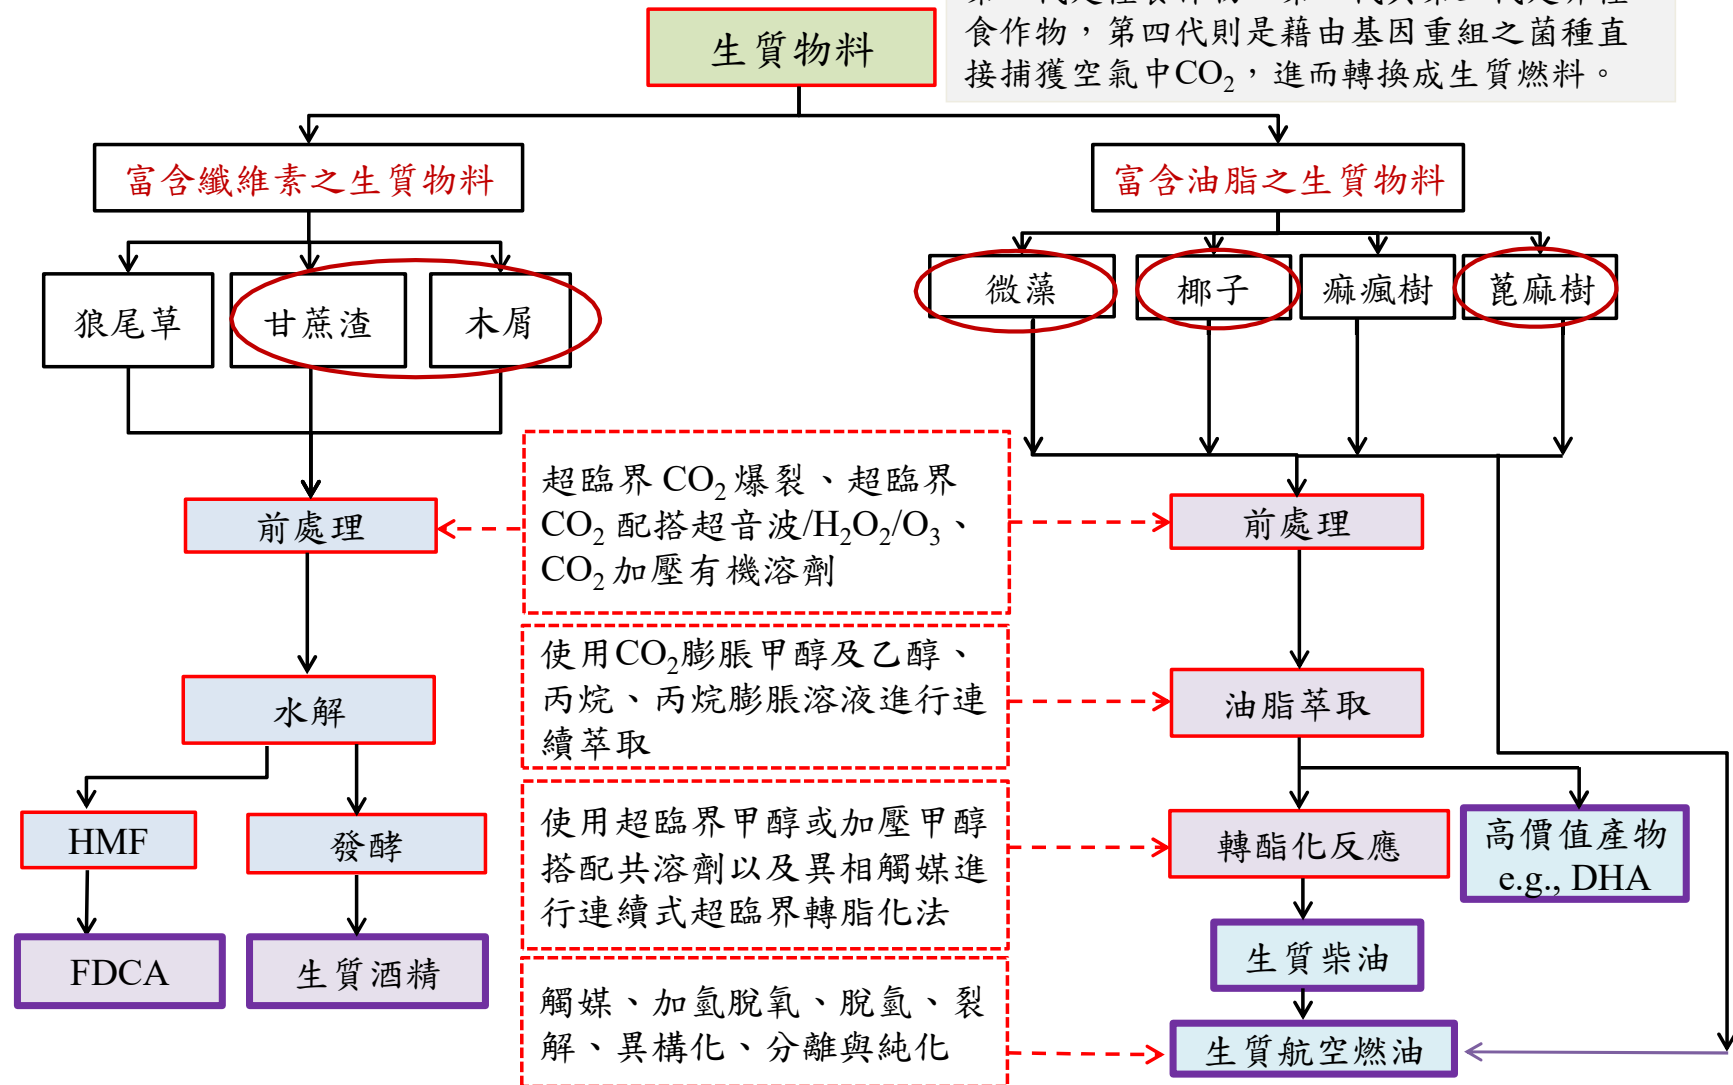 生質物料
食作物，第四代則是藉由基因重組之菌種直
接捕獲空氣中CO₂，進而轉換成生質燃料。
富含纖維素之生質物料
富含油脂之生質物料
狼尾草
甘蔗渣
木屑
微藻
椰子
痲瘋樹
蓖麻樹
超臨界 CO₂ 爆裂、超臨界
CO₂ 配搭超音波/H₂O₂/O₃、
CO₂ 加壓有機溶劑
前處理
前處理
使用CO₂膨脹甲醇及乙醇、
丙烷、丙烷膨脹溶液進行連
續萃取
水解
油脂萃取
HMF
發酵
使用超臨界甲醇或加壓甲醇
搭配共溶劑以及異相觸媒進
行連續式超臨界轉脂化法
轉酯化反應
高價值產物
e.g., DHA
FDCA
生質酒精
生質柴油
觸媒、加氫脫氧、脫氫、裂
解、異構化、分離與純化
生質航空燃油